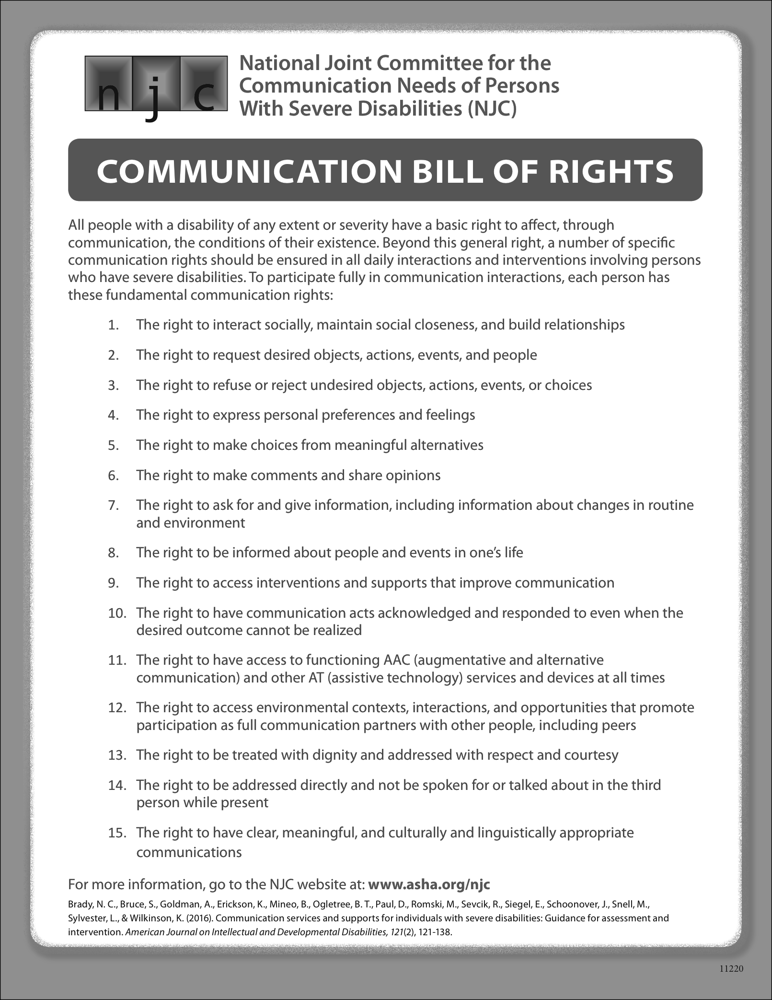 njc
National Joint Committee for the
Communication Needs of Persons
With Severe Disabilities (NJC)
COMMUNICATION BILL OF RIGHTS
All people with a disability of any extent or severity have a basic right to affect, through
communication, the conditions of their existence. Beyond this general right, a number of specific
communication rights should be ensured in all daily interactions and interventions involving persons
who have severe disabilities. To participate fully in communication interactions, each person has
these fundamental communication rights:
1. The right to interact socially, maintain social closeness, and build relationships
2. The right to request desired objects, actions, events, and people
3. The right to refuse or reject undesired objects, actions, events, or choices
4. The right to express personal preferences and feelings
5. The right to make choices from meaningful alternatives
6. The right to make comments and share opinions
7. The right to ask for and give information, including information about changes in routine
and environment
8. The right to be informed about people and events in one’s life
9. The right to access interventions and supports that improve communication
10. The right to have communication acts acknowledged and responded to even when the
desired outcome cannot be realized
11. The right to have access to functioning AAC (augmentative and alternative
communication) and other AT (assistive technology) services and devices at all times
12. The right to access environmental contexts, interactions, and opportunities that promote
participation as full communication partners with other people, including peers
13. The right to be treated with dignity and addressed with respect and courtesy
14. The right to be addressed directly and not be spoken for or talked about in the third
person while present
15. The right to have clear, meaningful, and culturally and linguistically appropriate
communications
For more information, go to the NJC website at: www.asha.org/njc
Brady, N. C., Bruce, S., Goldman, A., Erickson, K., Mineo, B., Ogletree, B. T., Paul, D., Romski, M., Sevcik, R., Siegel, E., Schoonover, J., Snell, M.,
Sylvester, L., & Wilkinson, K. (2016). Communication services and supports for individuals with severe disabilities: Guidance for assessment and
intervention. American Journal on Intellectual and Developmental Disabilities, 121(2), 121-138.
11220